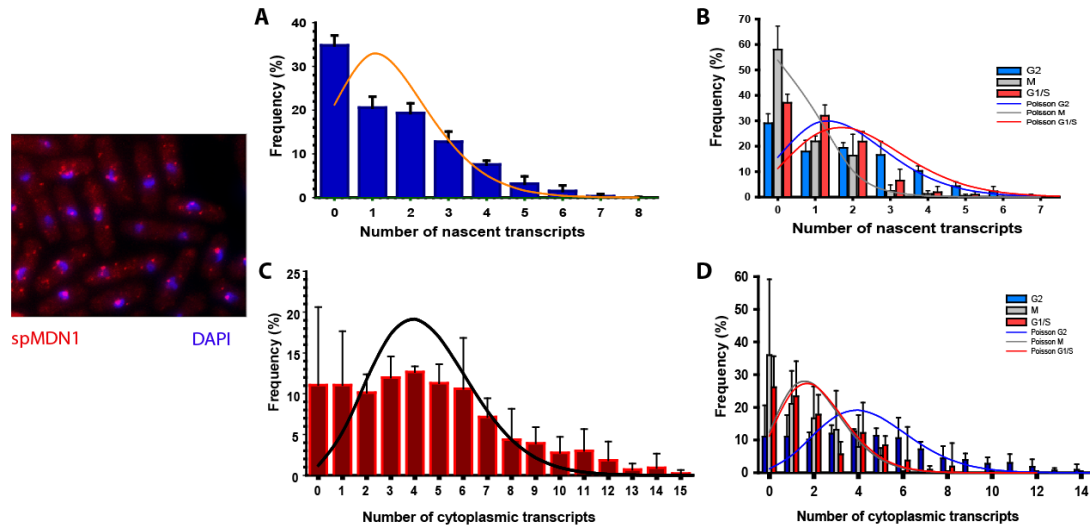 A
Frequency (%)
40
30
20
10
0
0 1 2 3 4 5 6 7 8
Number of nascent transcripts
B
Frequency (%)
70
60
50
40
30
20
10
0
G2
M
G1/S
Poisson G2
Poisson M
Poisson G1/S
0 1 2 3 4 5 6 7
Number of nascent transcripts
spMDN1 DAPI
C
Frequency (%)
25
20
15
10
5
0
0 1 2 3 4 5 6 7 8 9 10 11 12 13 14 15
Number of cytoplasmic transcripts
D
Frequency (%)
60
50
40
30
20
10
0
G2
M
G1/S
Poisson G2
Poisson M
Poisson G1/S
0 2 4 6 8 10 12 14
Number of cytoplasmic transcripts